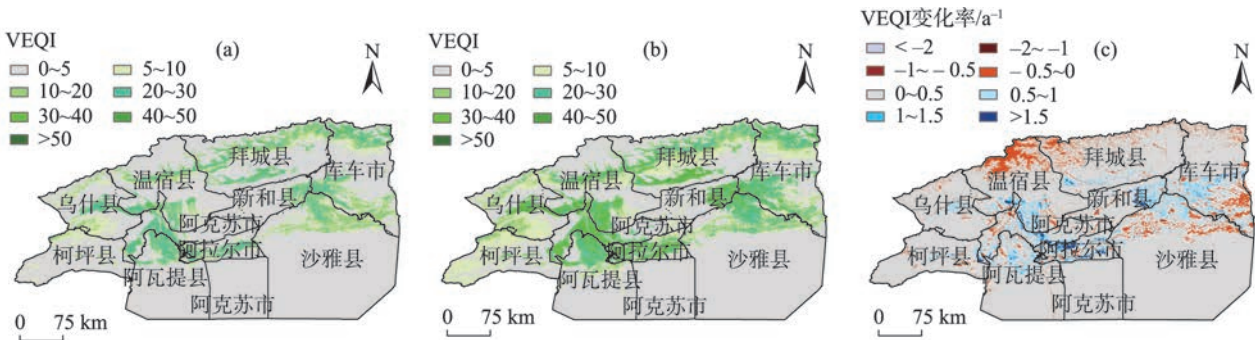 VEQI
(a)
N
0~5
5~10
10~20
20~30
30~40
40~50
>50
拜城县
库车市
温宿县
新和县
乌什县
阿克苏市
柯坪县
阿拉尔市
沙雅县
阿瓦提县
阿克苏市
0 75 km
VEQI
(b)
N
0~5
5~10
10~20
20~30
30~40
40~50
>50
拜城县
库车市
温宿县
新和县
乌什县
阿克苏市
柯坪县
阿拉尔市
沙雅县
阿瓦提县
阿克苏市
0 75 km
VEQI变化率/a⁻¹
(c)
N
< –2
–2~ –1
–1~ – 0.5
– 0.5~0
0~0.5
0.5~1
1~1.5
>1.5
拜城县
库车市
温宿县
新和县
乌什县
阿克苏市
柯坪县
阿拉尔市
沙雅县
阿瓦提县
阿克苏市
0 75 km